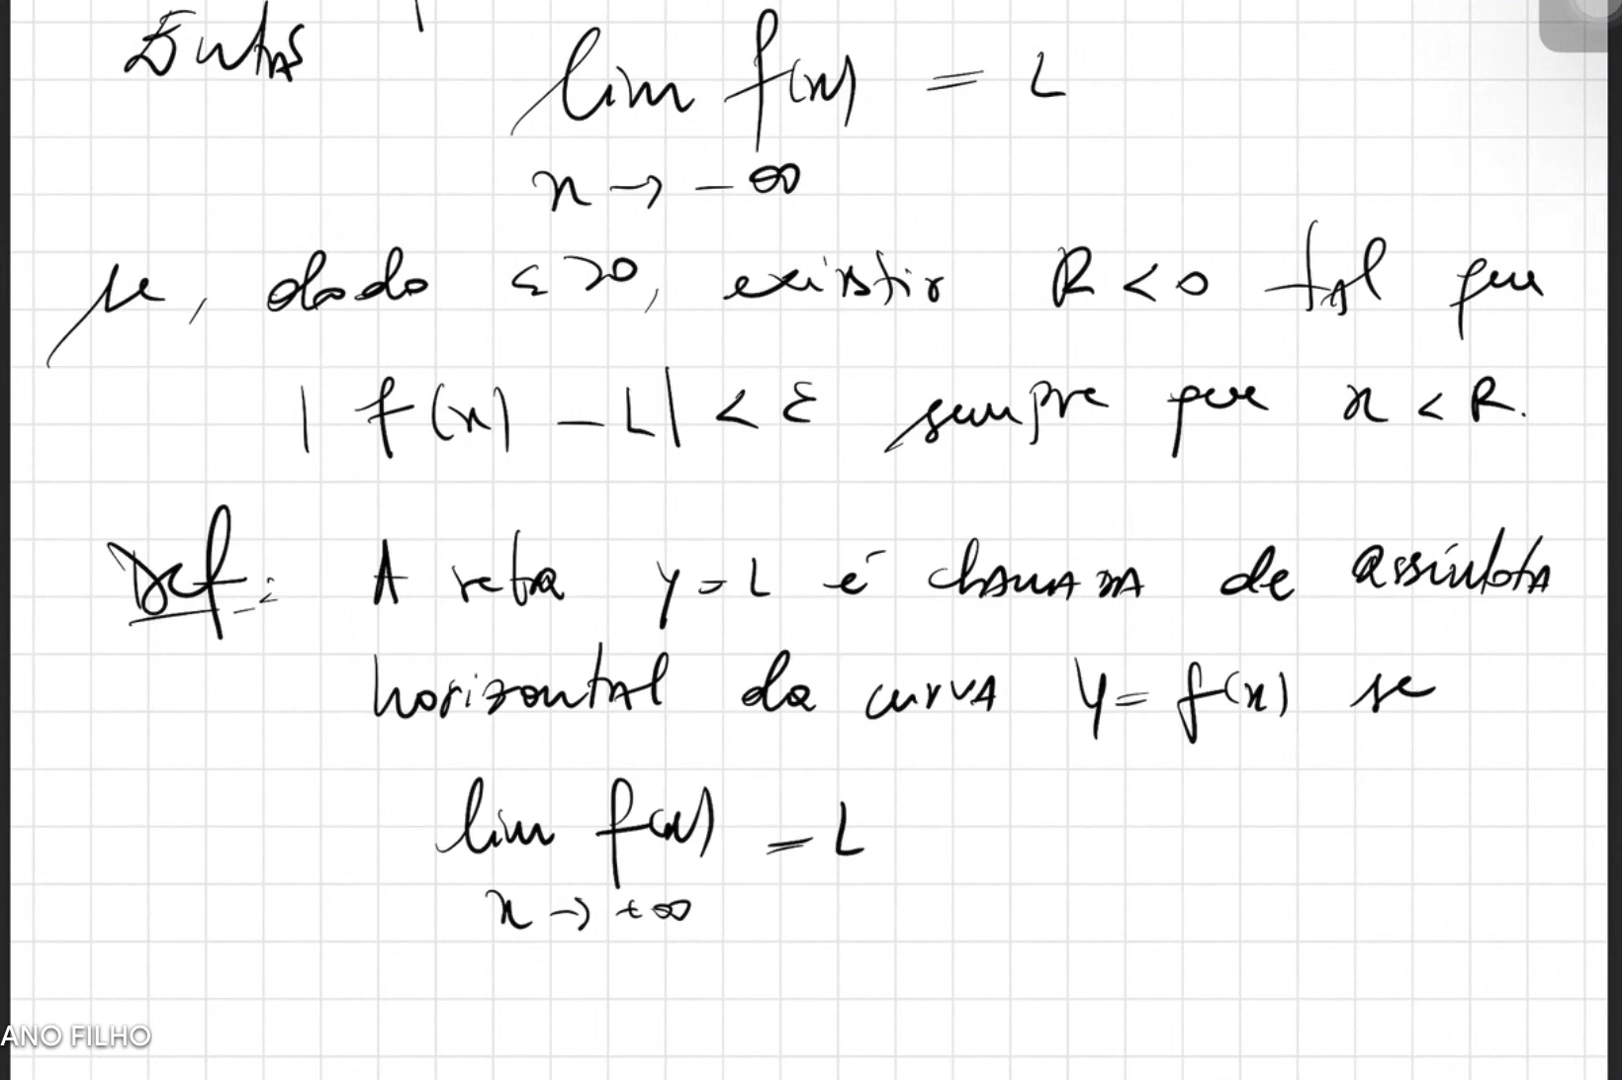 Então
lim f(x) = L
x → -∞
se, dado ε>0, existir R<0 tal que
|f(x) - L| < ε sempre que x < R.
Def: A reta y=L é chamada de assíntota
horizontal da curva y= f(x) se
lim f(x) = L
x → +∞
ANO FILHO